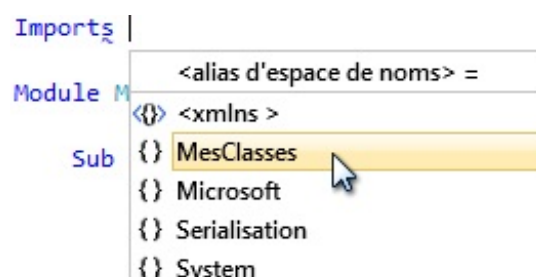 Imports
<alias d'espace de noms> =
Module M
<xmlns >
Sub
{} MesClasses
{} Microsoft
{} Serialisation
{} System